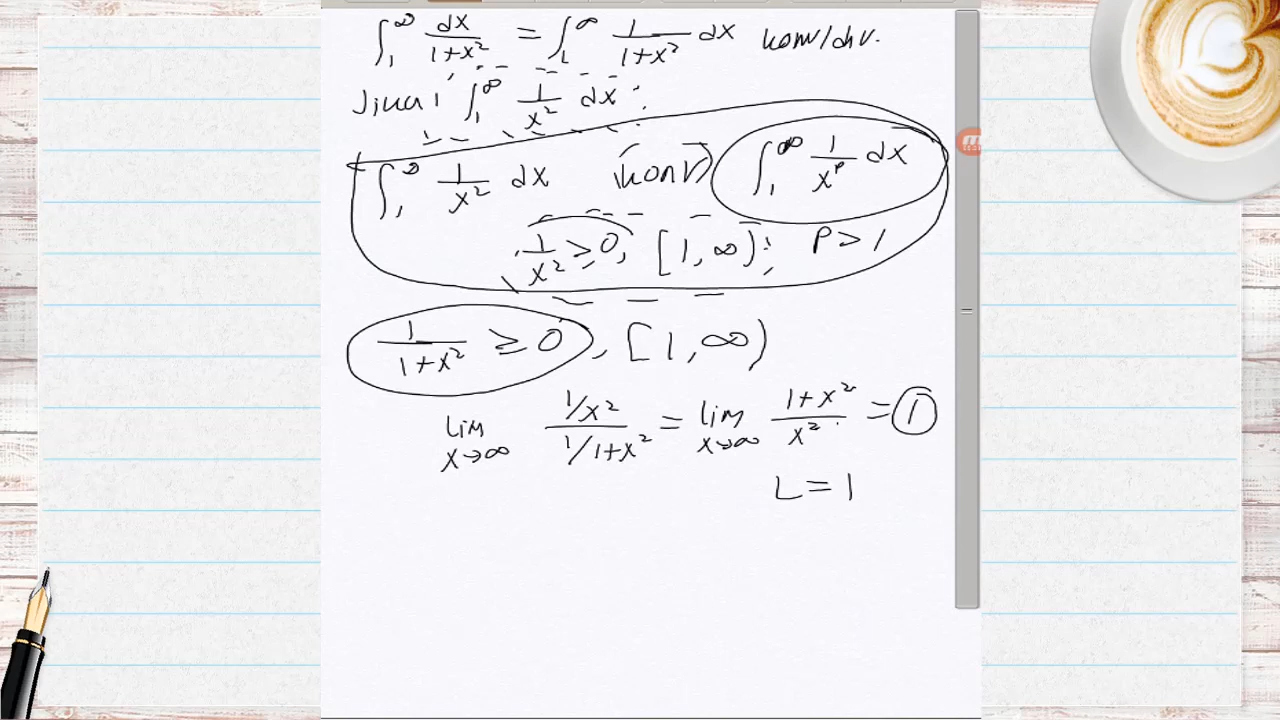 ∫₁^∞ dx/(1+x²) = ∫₁^∞ 1/(1+x²) dx konv/div.
∫₁^∞ 1/x² dx :
∫₁^∞ 1/x² dx konv ∫₁^∞ 1/x^p dx
1/x² ≥ 0, [1, ∞); P > 1
1/(1+x²) ≥ 0, [1, ∞)
lim x→∞ (1/x²)/(1/1+x²) = lim x→∞ (1+x²)/x² = 1
L = 1